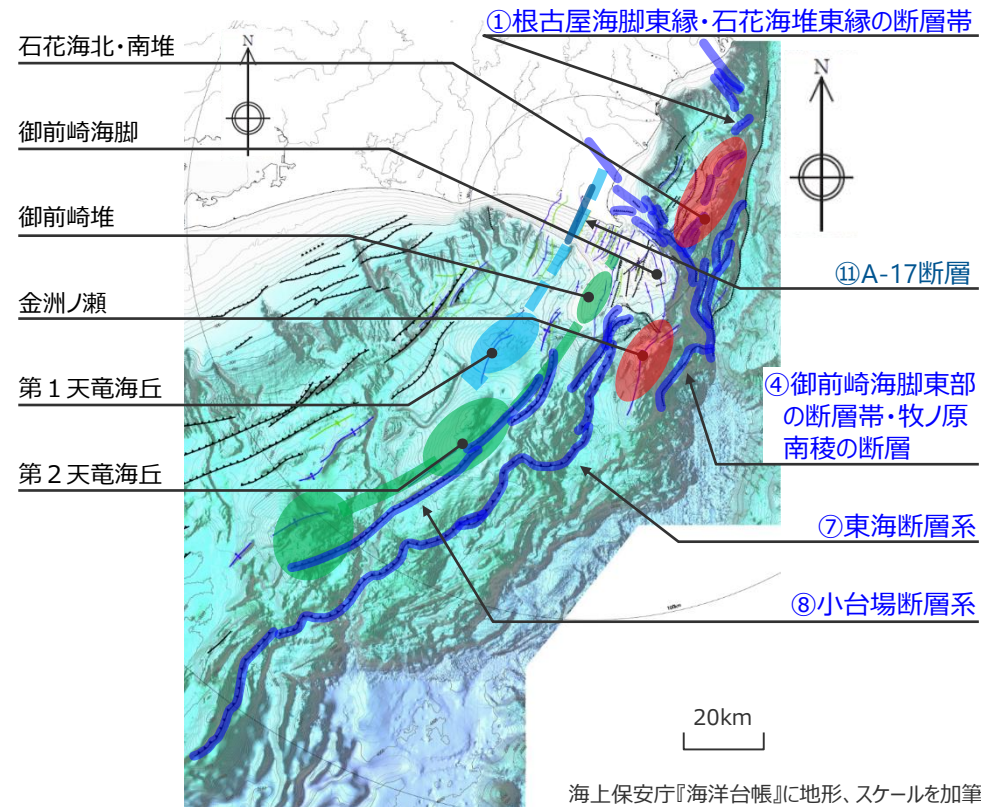 ①根古屋海脚東縁・石花海堆東縁の断層帯
石花海北・南堆
N
N
御前崎海脚
御前崎堆
⑪A-17断層
金洲ノ瀬
第1天竜海丘
④御前崎海脚東部
の断層帯・牧ノ原
南稜の断層
第2天竜海丘
⑦東海断層系
⑧小台場断層系
20km
海上保安庁『海洋台帳』に地形、スケールを加筆